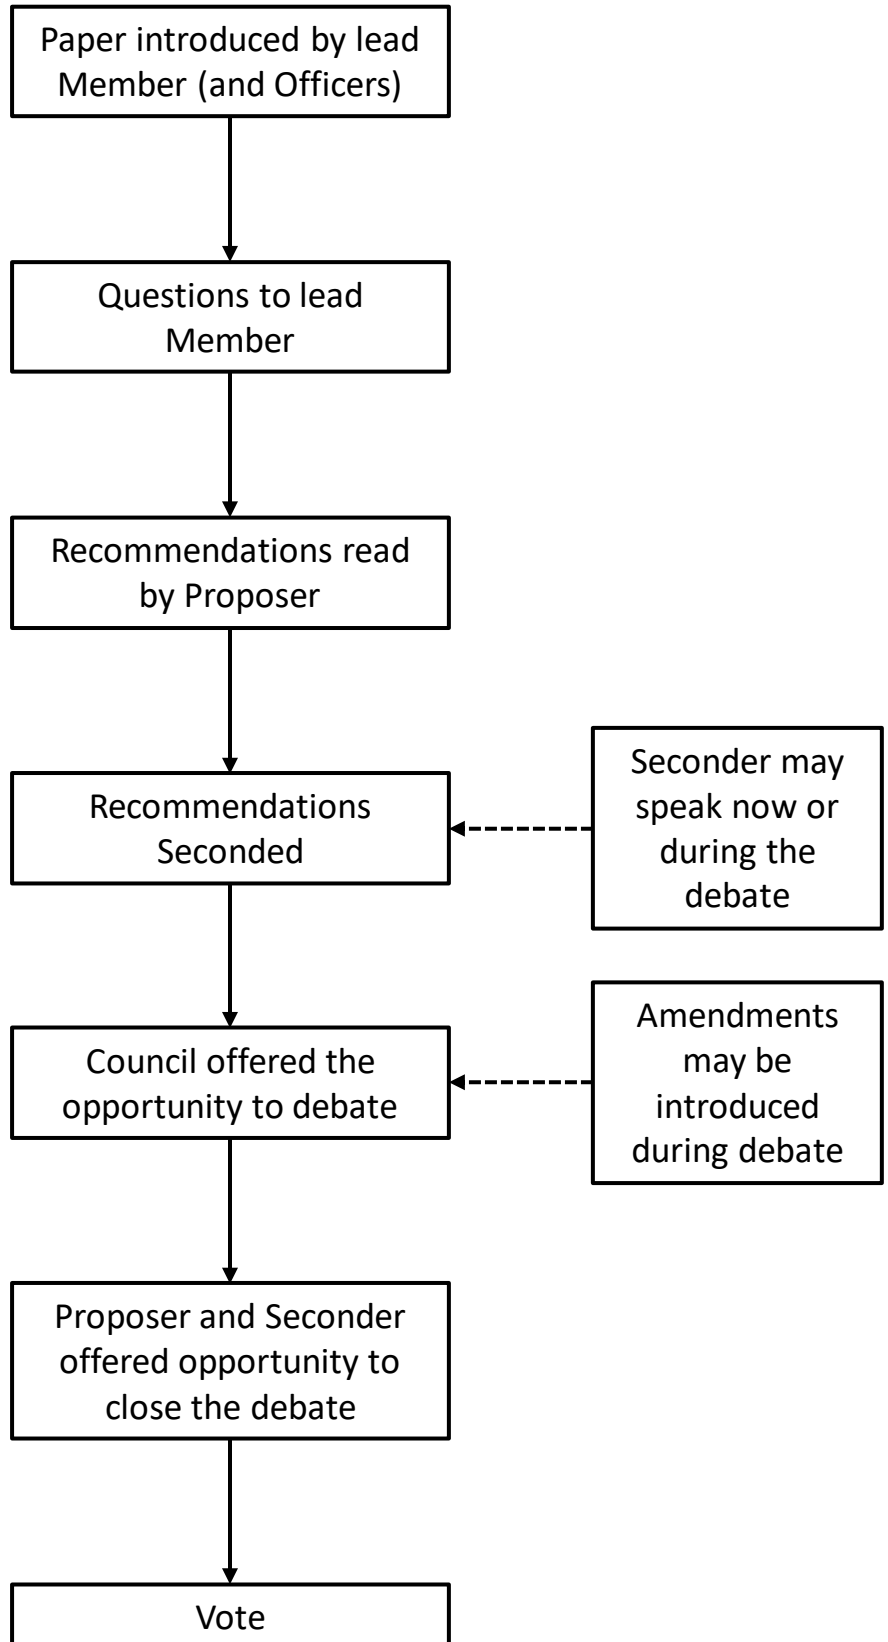 Paper introduced by lead
Member (and Officers)
Questions to lead
Member
Recommendations read
by Proposer
Recommendations
Seconded
Seconder may
speak now or
during the
debate
Council offered the
opportunity to debate
Amendments
may be
introduced
during debate
Proposer and Seconder
offered opportunity to
close the debate
Vote